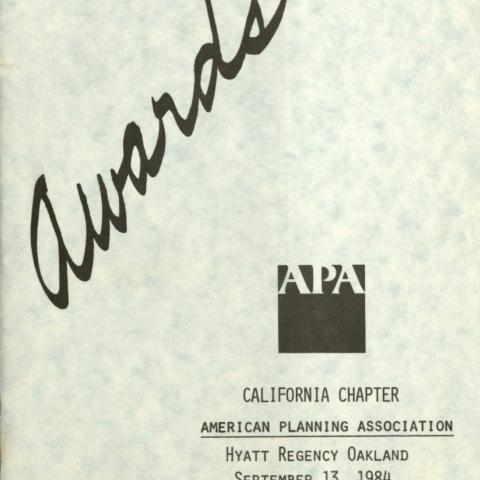 Awards
APA
CALIFORNIA CHAPTER
AMERICAN PLANNING ASSOCIATION
HYATT REGENCY OAKLAND
SEPTEMBER 13, 1984